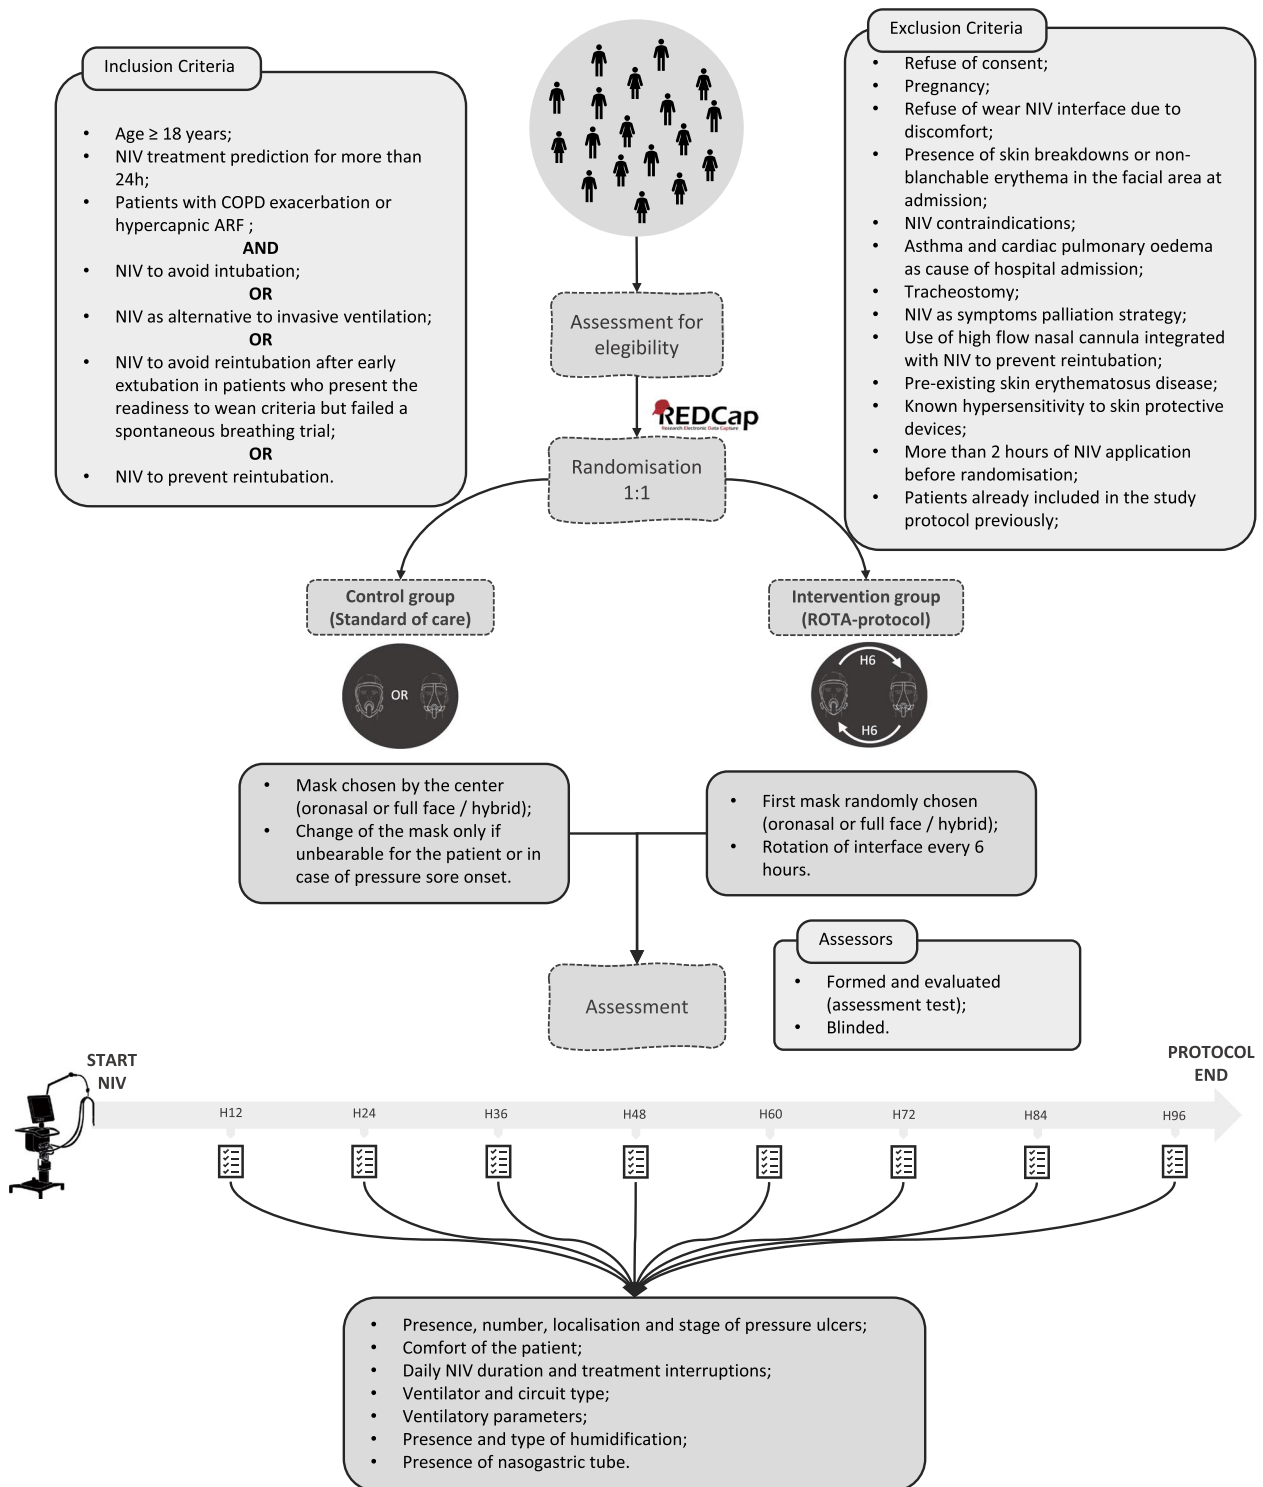 Inclusion Criteria
• Age ≥ 18 years;
• NIV treatment prediction for more than
24h;
• Patients with COPD exacerbation or
hypercapnic ARF ;
AND
• NIV to avoid intubation;
OR
• NIV as alternative to invasive ventilation;
OR
• NIV to avoid reintubation after early
extubation in patients who present the
readiness to wean criteria but failed a
spontaneous breathing trial;
OR
• NIV to prevent reintubation.
Exclusion Criteria
• Refuse of consent;
• Pregnancy;
• Refuse of wear NIV interface due to
discomfort;
• Presence of skin breakdowns or non-
blanchable erythema in the facial area at
admission;
• NIV contraindications;
• Asthma and cardiac pulmonary oedema
as cause of hospital admission;
• Tracheostomy;
• NIV as symptoms palliation strategy;
• Use of high flow nasal cannula integrated
with NIV to prevent reintubation;
• Pre-existing skin erythematosus disease;
• Known hypersensitivity to skin protective
devices;
• More than 2 hours of NIV application
before randomisation;
• Patients already included in the study
protocol previously;
Assessment for
elegibility
REDCap
Research Electronic Data Capture
Randomisation
1:1
Control group
(Standard of care)
Intervention group
(ROTA-protocol)
OR
H6
H6
• Mask chosen by the center
(oronasal or full face / hybrid);
• Change of the mask only if
unbearable for the patient or in
case of pressure sore onset.
• First mask randomly chosen
(oronasal or full face / hybrid);
• Rotation of interface every 6
hours.
Assessment
Assessors
• Formed and evaluated
(assessment test);
• Blinded.
START
NIV
PROTOCOL
END
H12
H24
H36
H48
H60
H72
H84
H96
• Presence, number, localisation and stage of pressure ulcers;
• Comfort of the patient;
• Daily NIV duration and treatment interruptions;
• Ventilator and circuit type;
• Ventilatory parameters;
• Presence and type of humidification;
• Presence of nasogastric tube.